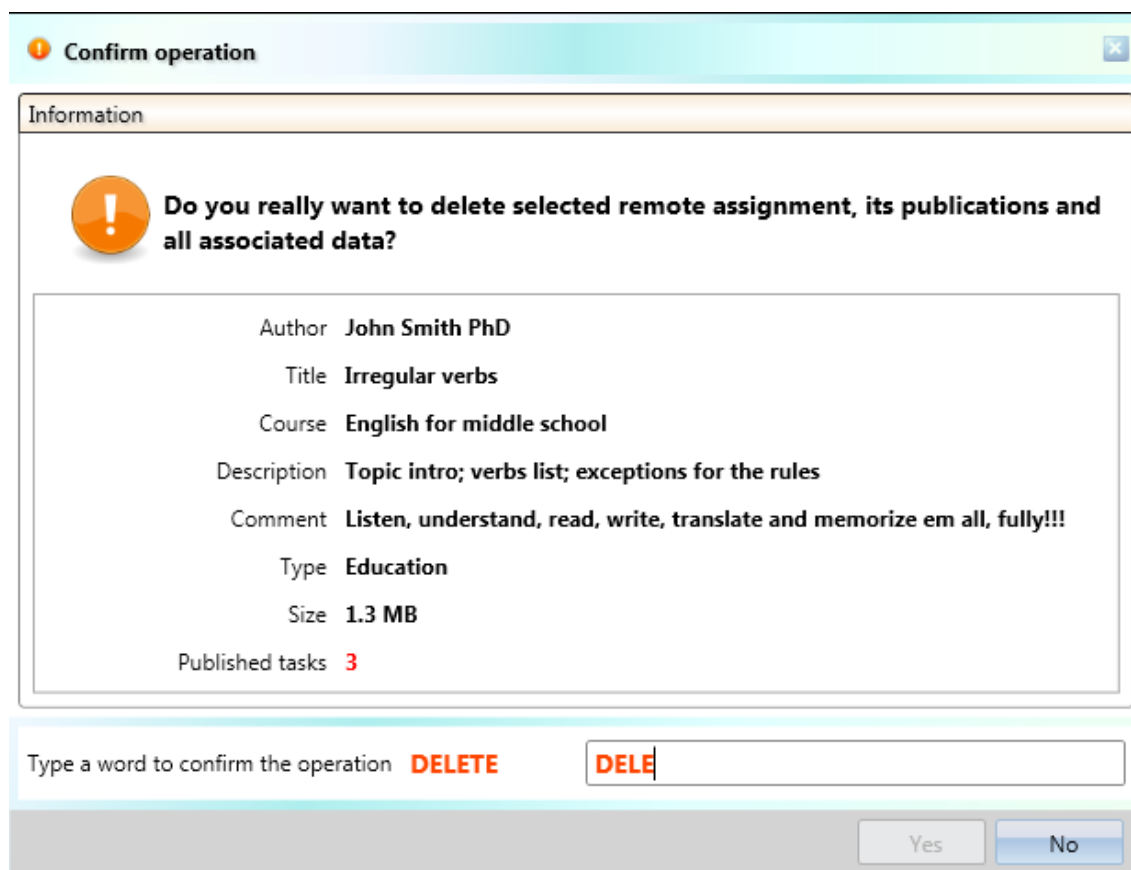 Confirm operation
Information
Do you really want to delete selected remote assignment, its publications and
all associated data?
Author John Smith PhD
Title Irregular verbs
Course English for middle school
Description Topic intro; verbs list; exceptions for the rules
Comment Listen, understand, read, write, translate and memorize em all, fully!!!
Type Education
Size 1.3 MB
Published tasks 3
Type a word to confirm the operation DELETE DELE
Yes No